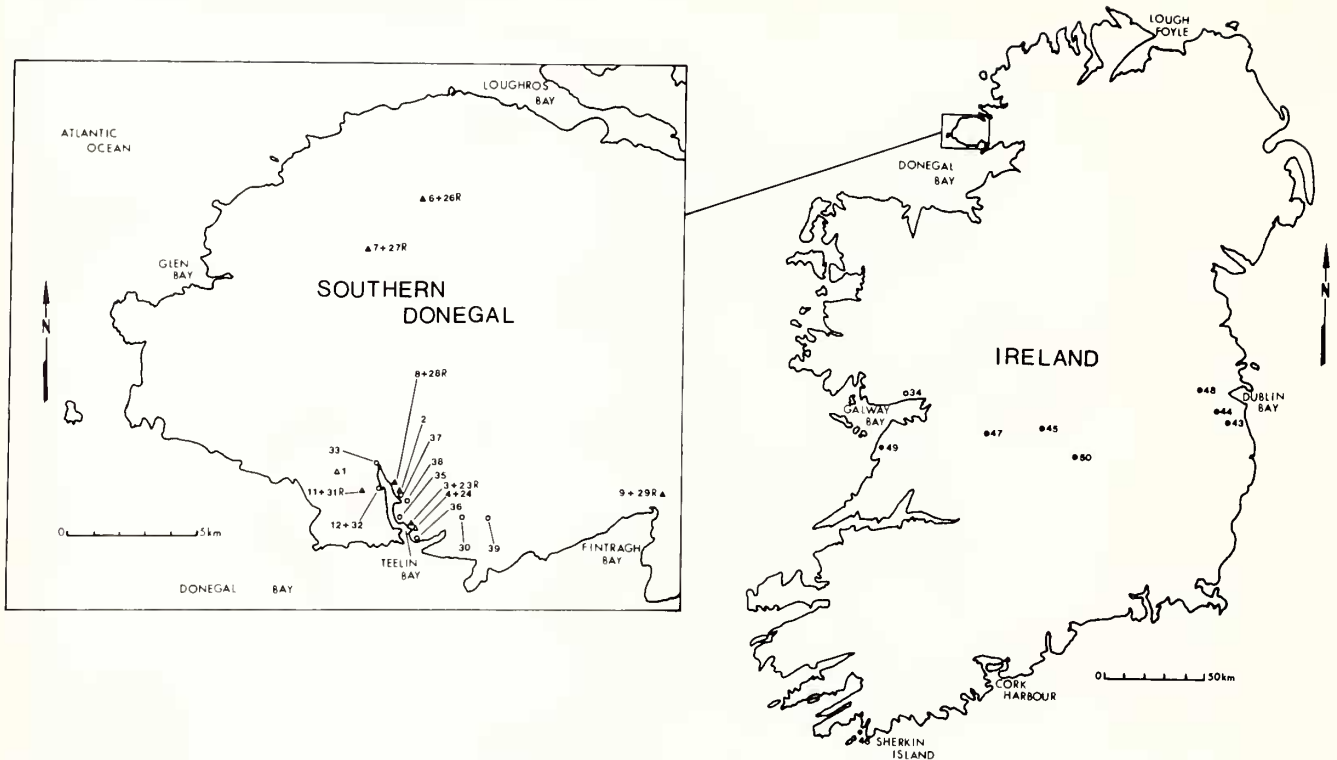 LOUGHROS
BAY
ATLANTIC
OCEAN
6+26R
7+27R
GLEN
BAY
SOUTHERN
DONEGAL
N
8+28R
2
37
33
38
35
1
3+23R
4+24
11+31R
36
9+29R
12+32
0 5km
30
39
TEELIN
BAY
FINTRAGH
BAY
DONEGAL BAY
LOUGH
FOYLE
DONEGAL
BAY
N
IRELAND
34
48
GALWAY
BAY
DUBLIN
BAY
44
43
47
45
49
50
CORK
HARBOUR
0 50km
SHERKIN
ISLAND